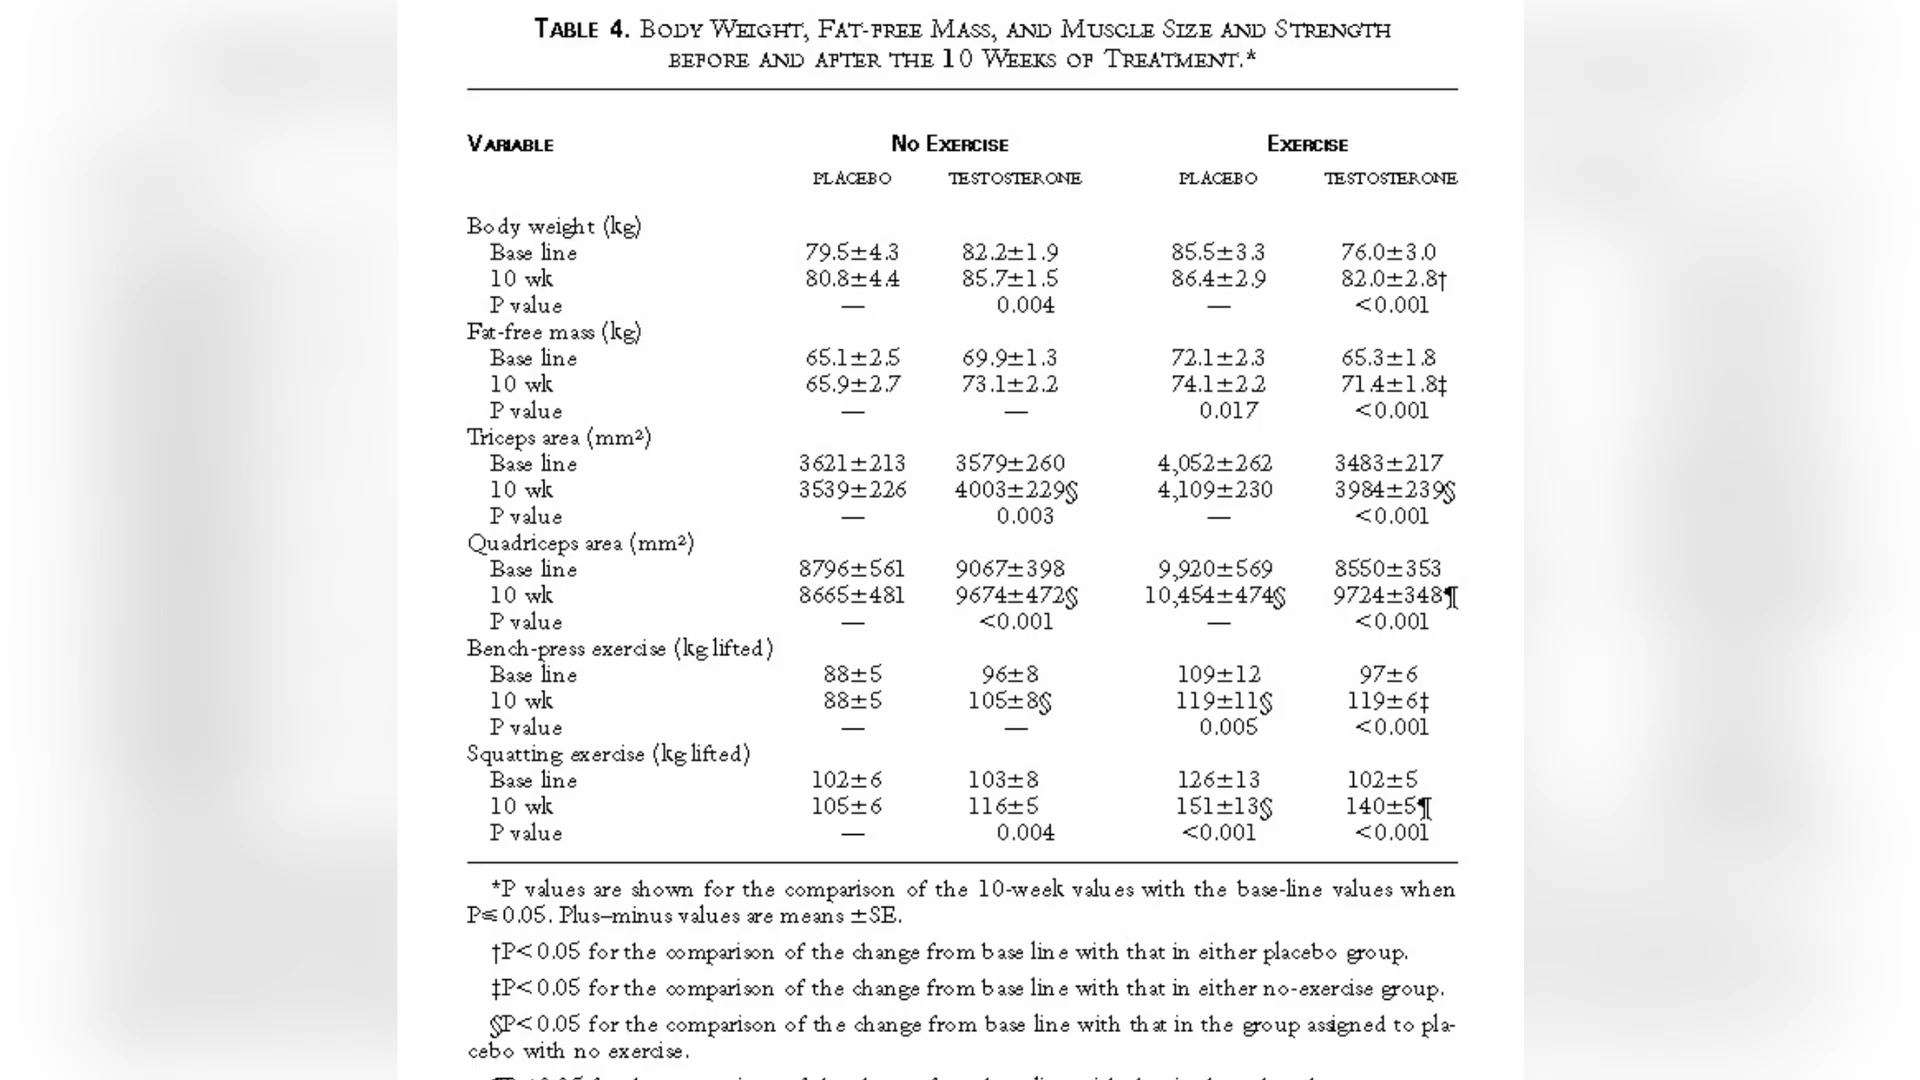 TABLE 4. BODY WEIGHT, FAT-FREE MASS, AND MUSCLE SIZE AND STRENGTH
BEFORE AND AFTER THE 10 WEEKS OF TREATMENT.*
VARIABLE NO EXERCISE EXERCISE
PLACEBO TESTOSTERONE PLACEBO TESTOSTERONE
Body weight (kg)
Base line 79.5±4.3 82.2±1.9 85.5±3.3 76.0±3.0
10 wk 80.8±4.4 85.7±1.5 86.4±2.9 82.0±2.8†
P value — 0.004 — <0.001
Fat-free mass (kg)
Base line 65.1±2.5 69.9±1.3 72.1±2.3 65.3±1.8
10 wk 65.9±2.7 73.1±2.2 74.1±2.2 71.4±1.8‡
P value — — 0.017 <0.001
Triceps area (mm²)
Base line 3621±213 3579±260 4,052±262 3483±217
10 wk 3539±226 4003±229§ 4,109±230 3984±239§
P value — 0.003 — <0.001
Quadriceps area (mm²)
Base line 8796±561 9067±398 9,920±569 8550±353
10 wk 8665±481 9674±472§ 10,454±474§ 9724±348¶
P value — <0.001 — <0.001
Bench-press exercise (kg lifted)
Base line 88±5 96±8 109±12 97±6
10 wk 88±5 105±8§ 119±11§ 119±6‡
P value — — 0.005 <0.001
Squatting exercise (kg lifted)
Base line 102±6 103±8 126±13 102±5
10 wk 105±6 116±5 151±13§ 140±5¶
P value — 0.004 <0.001 <0.001
*P values are shown for the comparison of the 10-week values with the base-line values when
P≤0.05. Plus–minus values are means ±SE.
†P<0.05 for the comparison of the change from base line with that in either placebo group.
‡P<0.05 for the comparison of the change from base line with that in either no-exercise group.
§P<0.05 for the comparison of the change from base line with that in the group assigned to pla-
cebo with no exercise.